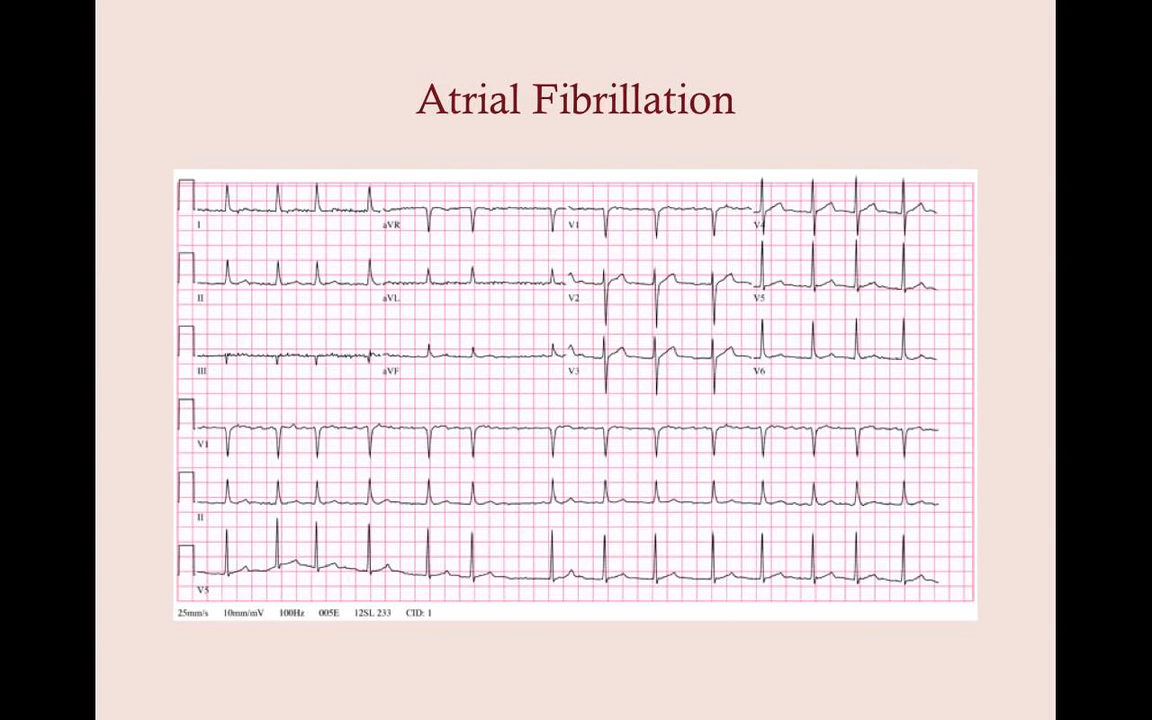 Atrial Fibrillation
I aVR V1 V4
II aVL V2 V5
III aVF V3 V6
V1
II
V5
25mm/s 10mm/mV 100Hz 005E 12SL 233 CID: 1